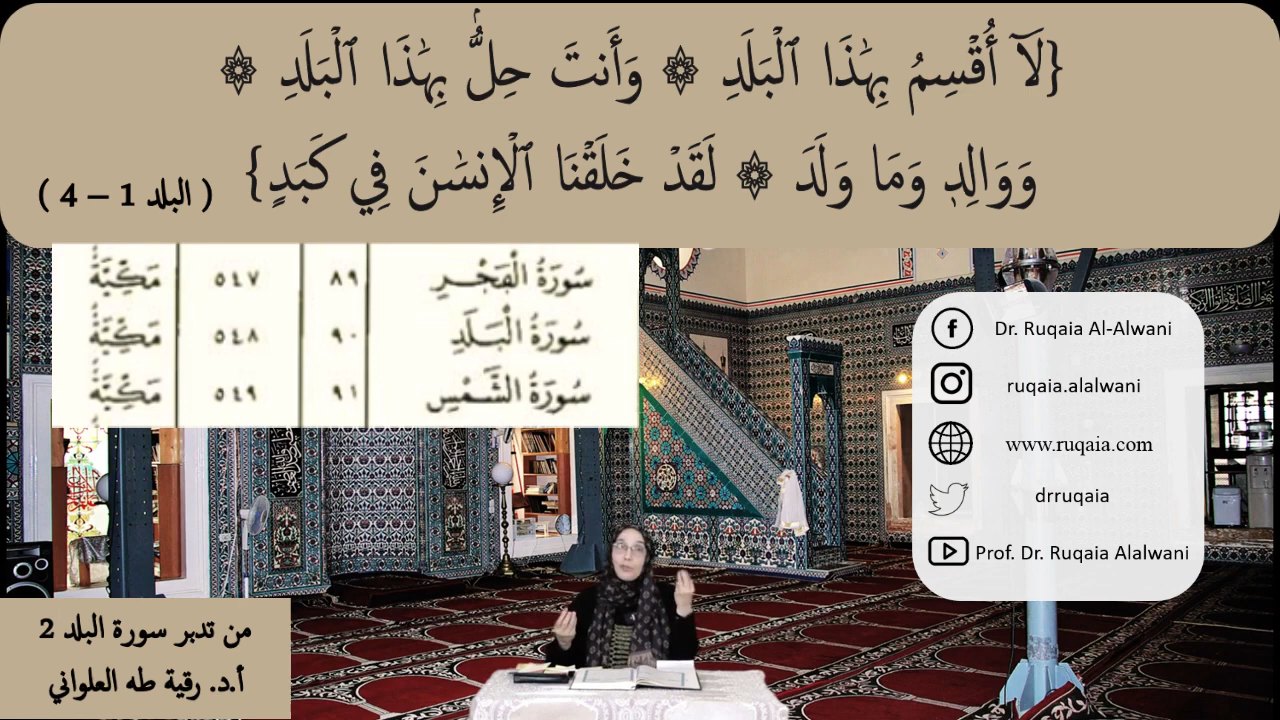 {لَآ أُقْسِمُ بِهَٰذَا ٱلْبَلَدِ ۞ وَأَنتَ حِلٌّۢ بِهَٰذَا ٱلْبَلَدِ ۞
وَوَالِدٍۢ وَمَا وَلَدَ ۞ لَقَدْ خَلَقْنَا ٱلْإِنسَٰنَ فِي كَبَدٍ} ( البلد 1 – 4 )
سُورَةُ الْفَجْرِ ٨٩ ٥٤٧ مَكِّيَّةٌ
سُورَةُ الْبَلَدِ ٩٠ ٥٤٨ مَكِّيَّةٌ
سُورَةُ الشَّمْسِ ٩١ ٥٤٩ مَكِّيَّةٌ
Dr. Ruqaia Al-Alwani
ruqaia.alalwani
www.ruqaia.com
drruqaia
Prof. Dr. Ruqaia Alalwani
من تدبر سورة البلد 2
أ.د. رقية طه العلواني